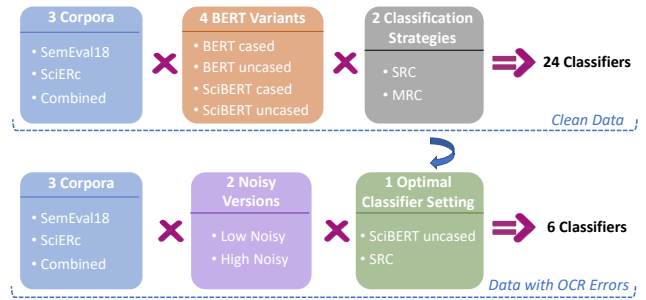 3 Corpora
• SemEval18
• SciERc
• Combined
4 BERT Variants
• BERT cased
• BERT uncased
• SciBERT cased
• SciBERT uncased
2 Classification
Strategies
• SRC
• MRC
24 Classifiers
Clean Data
3 Corpora
• SemEval18
• SciERc
• Combined
2 Noisy
Versions
• Low Noisy
• High Noisy
1 Optimal
Classifier Setting
• SciBERT uncased
• SRC
6 Classifiers
Data with OCR Errors